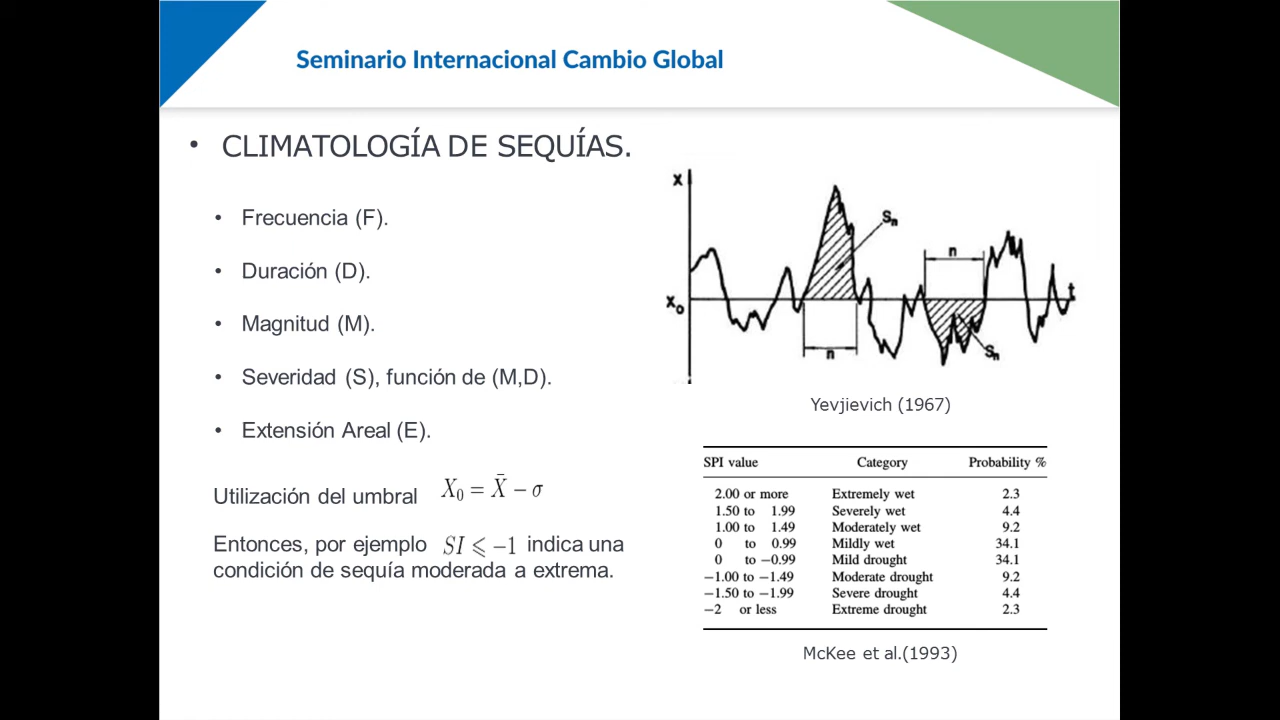 Seminario Internacional Cambio Global
• CLIMATOLOGÍA DE SEQUÍAS.
• Frecuencia (F).
• Duración (D).
• Magnitud (M).
• Severidad (S), función de (M,D).
• Extensión Areal (E).
Utilización del umbral X₀ = X̄ − σ
Entonces, por ejemplo SI ⩽ −1 indica una
condición de sequía moderada a extrema.
x
Sn
n
x₀
t
n
Sn
Yevjievich (1967)
SPI value Category Probability %
2.00 or more Extremely wet 2.3
1.50 to 1.99 Severely wet 4.4
1.00 to 1.49 Moderately wet 9.2
0 to 0.99 Mildly wet 34.1
0 to −0.99 Mild drought 34.1
−1.00 to −1.49 Moderate drought 9.2
−1.50 to −1.99 Severe drought 4.4
−2 or less Extreme drought 2.3
McKee et al.(1993)